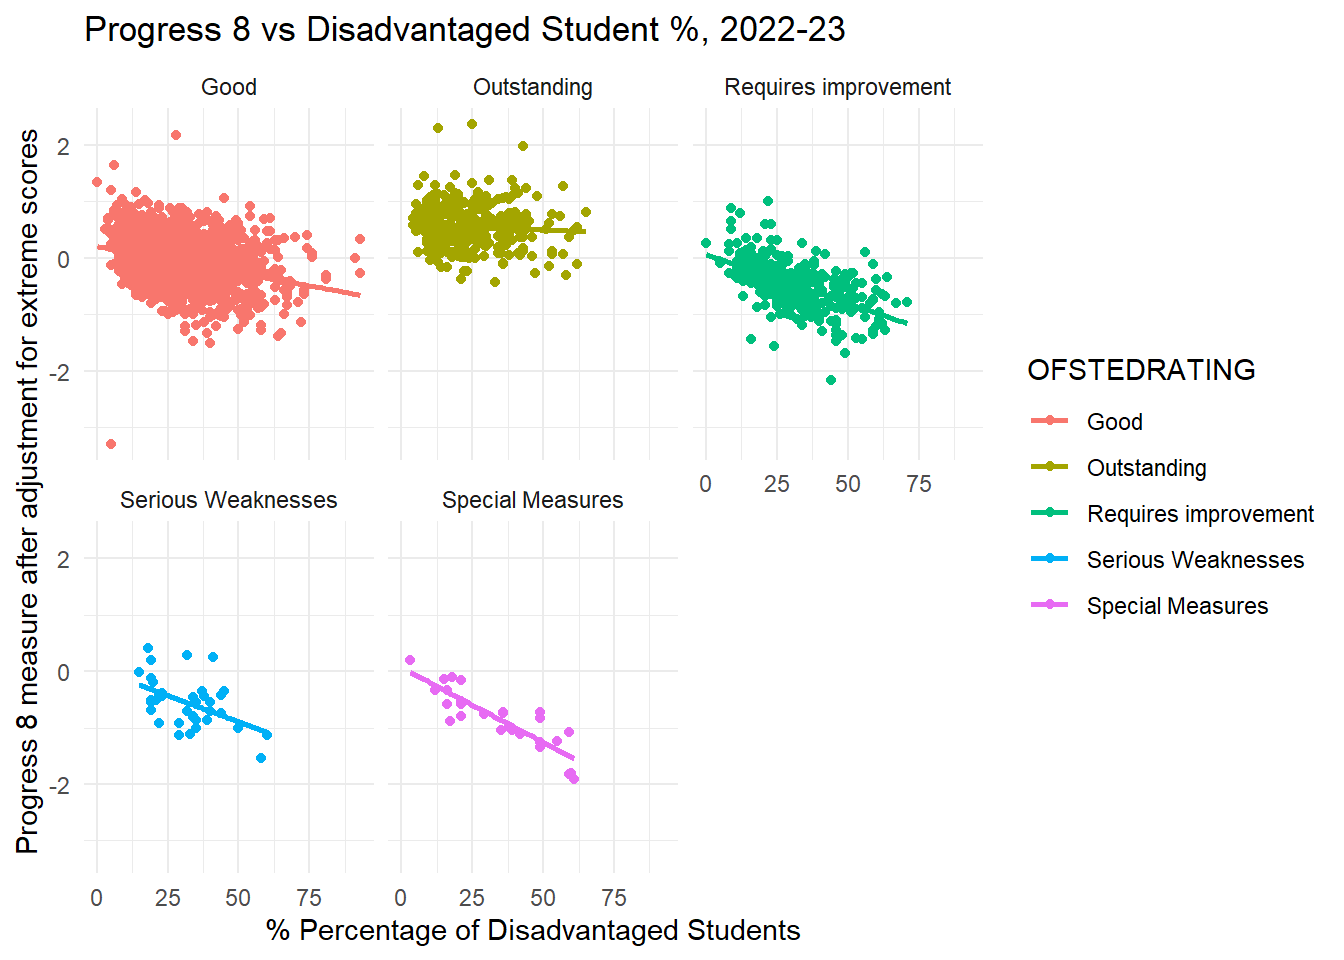 Progress 8 vs Disadvantaged Student %, 2022-23
Good
Outstanding
Requires improvement
2
0
-2
0
25
50
75
Serious Weaknesses
Special Measures
2
0
-2
0
25
50
75
0
25
50
75
% Percentage of Disadvantaged Students
Progress 8 measure after adjustment for extreme scores
OFSTEDRATING
Good
Outstanding
Requires improvement
Serious Weaknesses
Special Measures